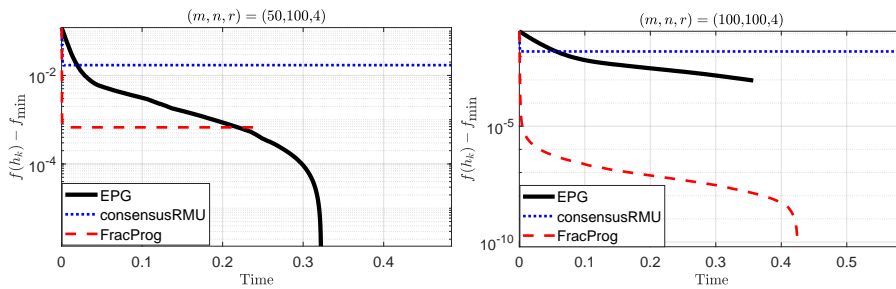 (m, n, r) = (50,100,4)
10^{-2}
10^{-4}
f(h_k) − f_min
EPG
consensusRMU
FracProg
0 0.1 0.2 0.3 0.4
Time
(m, n, r) = (100,100,4)
10^{-5}
10^{-10}
f(h_k) − f_min
EPG
consensusRMU
FracProg
0 0.1 0.2 0.3 0.4 0.5
Time